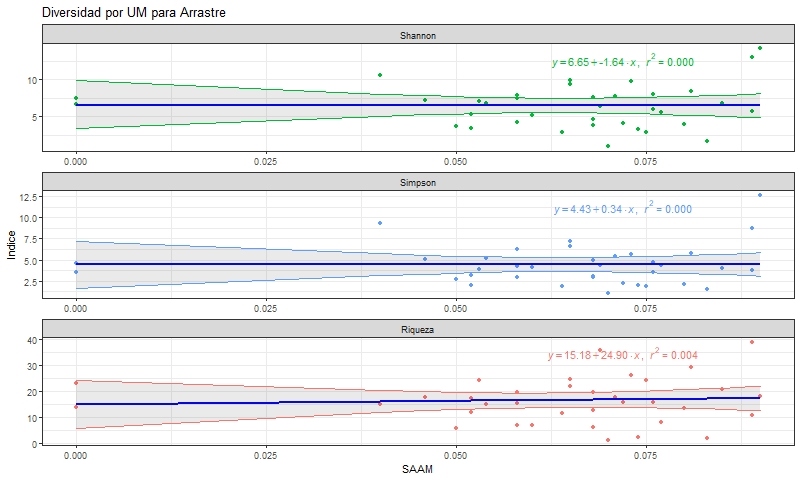 Diversidad por UM para Arrastre
Shannon
y = 6.65 + -1.64 · x, r² = 0.000
10
5
0.000 0.025 0.050 0.075
Simpson
y = 4.43 + 0.34 · x, r² = 0.000
12.5
10.0
7.5
5.0
2.5
0.000 0.025 0.050 0.075
Indice
Riqueza
y = 15.18 + 24.90 · x, r² = 0.004
40
30
20
10
0
0.000 0.025 0.050 0.075
SAAM